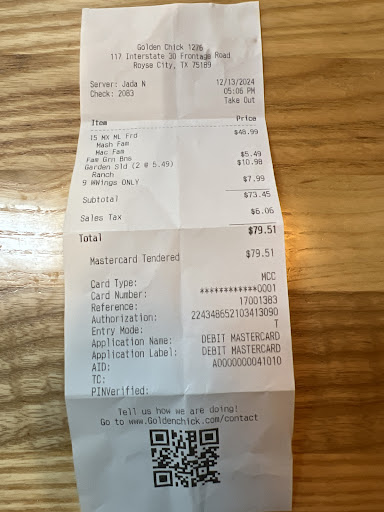 Golden Chick 1276
117 Interstate 30 Frontage Road
Royse City, TX 75189
Server: Jada N 12/13/2024
Check: 2083 05:06 PM
Take Out
Item Price
15 MX ML Frd $48.99
Mash Fam
Mac Fam
Fam Grn Bns $5.49
Garden Sld (2 @ 5.49) $10.98
Ranch
9 WWings ONLY $7.99
Subtotal $73.45
Sales Tax $6.06
Total $79.51
Mastercard Tendered $79.51
Card Type: MCC
Card Number: ************0001
Reference: 17001383
Authorization: 224348652103413090
Entry Mode: T
Application Name: DEBIT MASTERCARD
Application Label: DEBIT MASTERCARD
AID: A0000000041010
TC:
PINVerified:
Tell us how we are doing!
Go to www.Goldenchick.com/contact